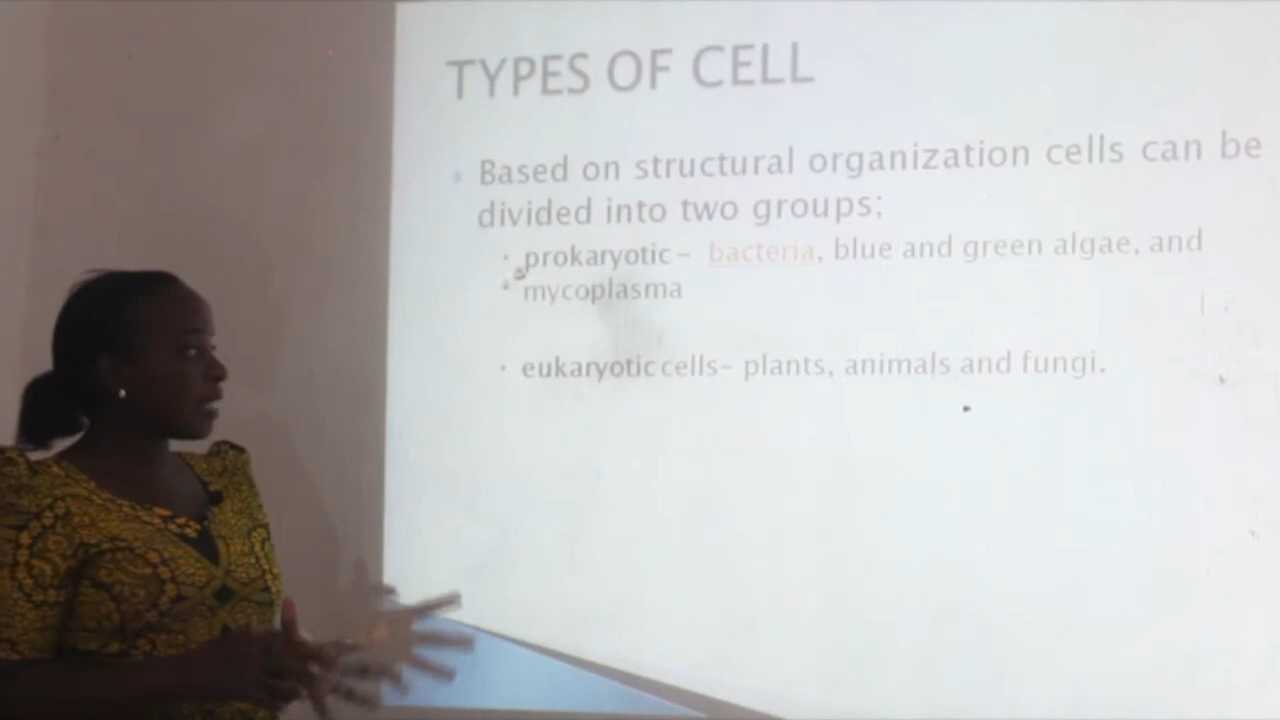 TYPES OF CELL
Based on structural organization cells can be
divided into two groups;
prokaryotic – bacteria, blue and green algae, and
mycoplasma
eukaryotic cells– plants, animals and fungi.